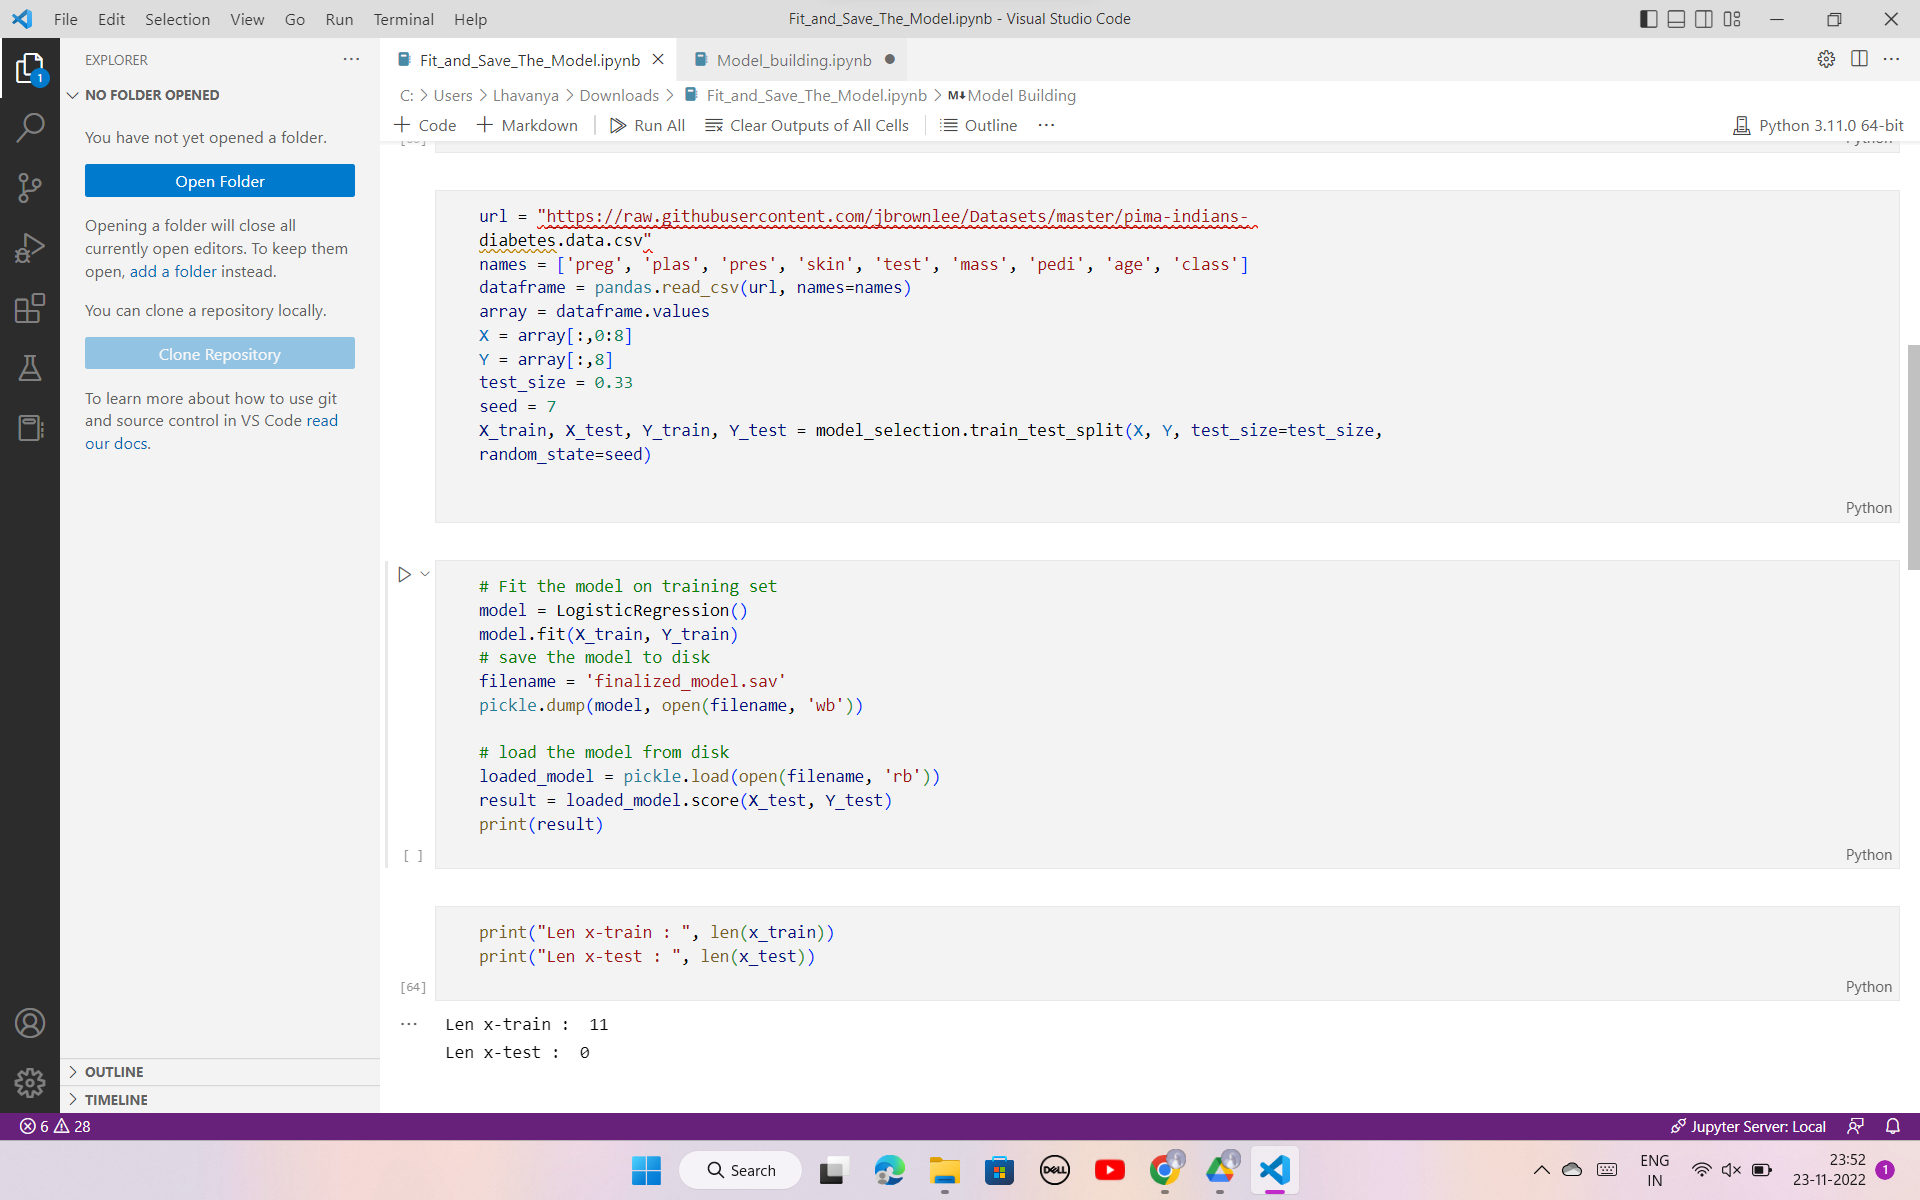 File Edit Selection View Go Run Terminal Help
Fit_and_Save_The_Model.ipynb - Visual Studio Code
EXPLORER
NO FOLDER OPENED
You have not yet opened a folder.
Open Folder
Opening a folder will close all
currently open editors. To keep them
open, add a folder instead.
You can clone a repository locally.
Clone Repository
To learn more about how to use git
and source control in VS Code read
our docs.
OUTLINE
TIMELINE
Fit_and_Save_The_Model.ipynb
Model_building.ipynb
C: > Users > Lhavanya > Downloads > Fit_and_Save_The_Model.ipynb > M↓Model Building
Code Markdown Run All Clear Outputs of All Cells Outline
Python 3.11.0 64-bit
Python
url = "https://raw.githubusercontent.com/jbrownlee/Datasets/master/pima-indians-
diabetes.data.csv"
names = ['preg', 'plas', 'pres', 'skin', 'test', 'mass', 'pedi', 'age', 'class']
dataframe = pandas.read_csv(url, names=names)
array = dataframe.values
X = array[:,0:8]
Y = array[:,8]
test_size = 0.33
seed = 7
X_train, X_test, Y_train, Y_test = model_selection.train_test_split(X, Y, test_size=test_size,
random_state=seed)
Python
# Fit the model on training set
model = LogisticRegression()
model.fit(X_train, Y_train)
# save the model to disk
filename = 'finalized_model.sav'
pickle.dump(model, open(filename, 'wb'))
# load the model from disk
loaded_model = pickle.load(open(filename, 'rb'))
result = loaded_model.score(X_test, Y_test)
print(result)
[ ]
Python
print("Len x-train : ", len(x_train))
print("Len x-test : ", len(x_test))
[64]
Python
Len x-train :  11
Len x-test :  0
1
6 28
Jupyter Server: Local
Search
DELL
ENG
IN
23:52
23-11-2022
1